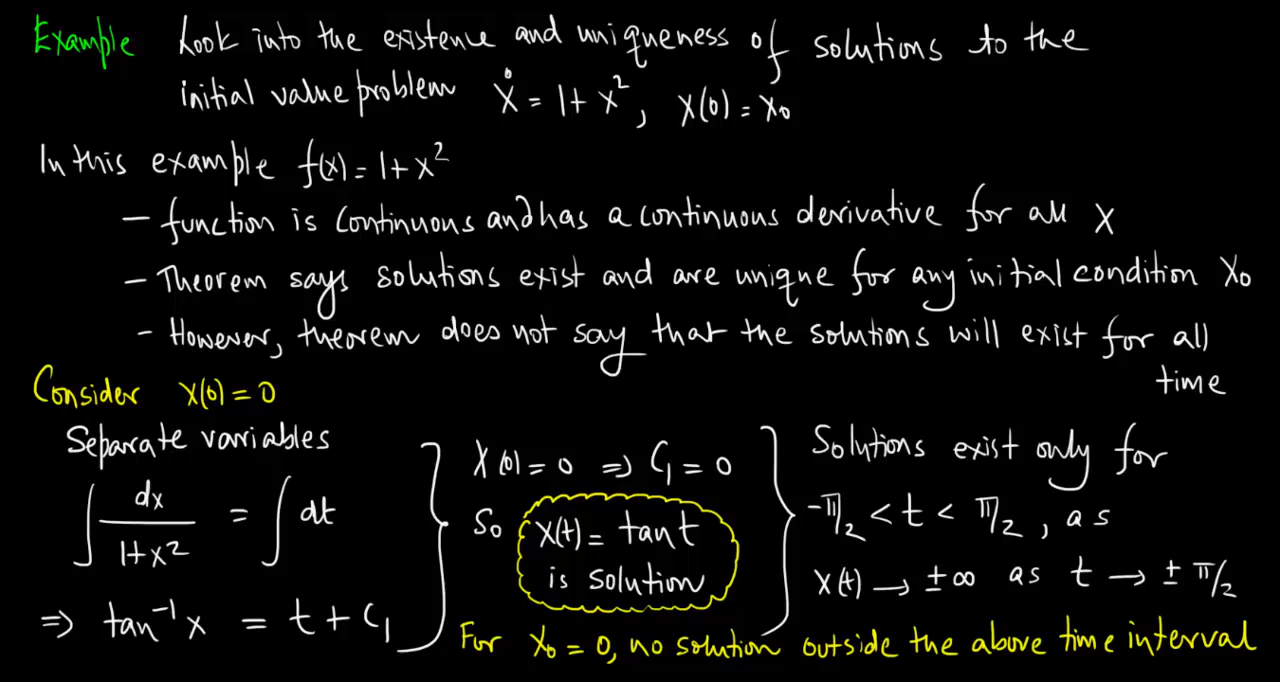 Example Look into the existence and uniqueness of solutions to the
initial value problem ẋ = 1 + x², x(0) = x₀
In this example f(x) = 1 + x²
- function is continuous and has a continuous derivative for all x
- Theorem says solutions exist and are unique for any initial condition x₀
- However, theorem does not say that the solutions will exist for all
time
Consider x(0) = 0
Separate variables
∫ dx/(1+x²) = ∫ dt
⇒ tan⁻¹ x = t + C₁
x(0) = 0 ⇒ C₁ = 0
So x(t) = tan t
is solution
Solutions exist only for
-π/2 < t < π/2, as
x(t) → ±∞ as t → ± π/2
For x₀ = 0, no solution outside the above time interval